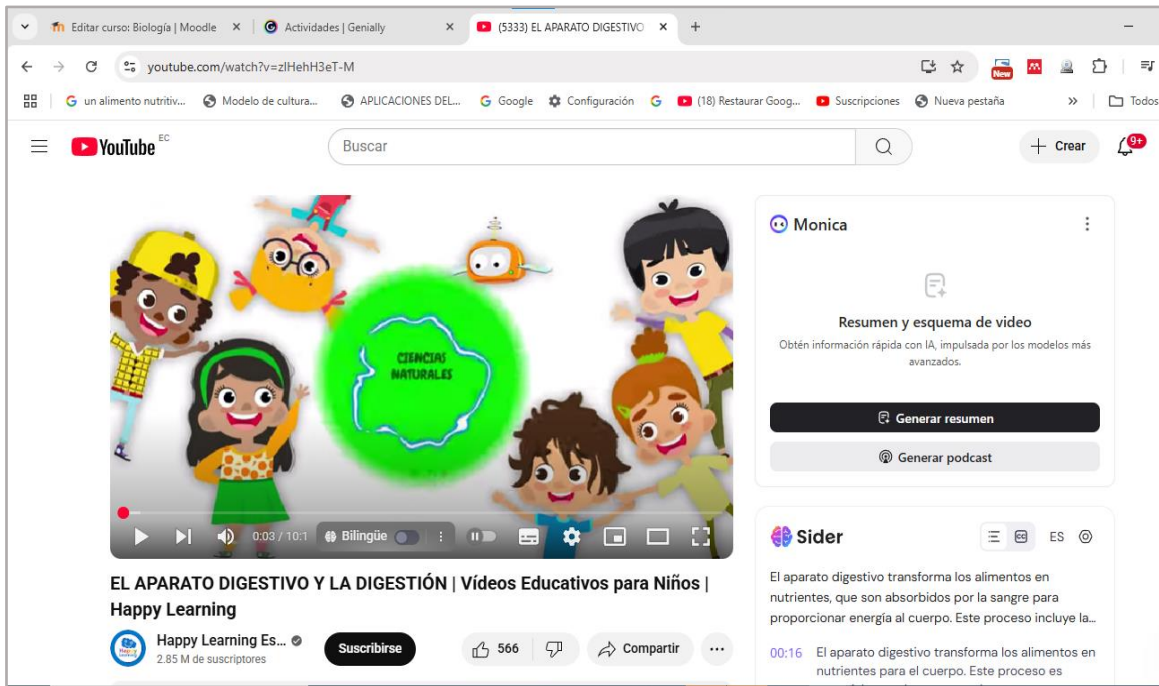 Editar curso: Biología | Moodle
Actividades | Genially
(5333) EL APARATO DIGESTIVO
youtube.com/watch?v=zlHehH3eT-M
New
un alimento nutritiv...
Modelo de cultura...
APLICACIONES DEL...
Google
Configuración
(18) Restaurar Goog...
Suscripciones
Nueva pestaña
Todos
YouTube EC
Buscar
Crear
9+
CIENCIAS
NATURALES
0:03 / 10:1
Bilingüe
EL APARATO DIGESTIVO Y LA DIGESTIÓN | Vídeos Educativos para Niños |
Happy Learning
Happy Learning Es...
2.85 M de suscriptores
Suscribirse
566
Compartir
Monica
Resumen y esquema de video
Obtén información rápida con IA, impulsada por los modelos más
avanzados.
Generar resumen
Generar podcast
Sider
ES
El aparato digestivo transforma los alimentos en
nutrientes, que son absorbidos por la sangre para
proporcionar energía al cuerpo. Este proceso incluye la...
00:16 El aparato digestivo transforma los alimentos en
nutrientes para el cuerpo. Este proceso es